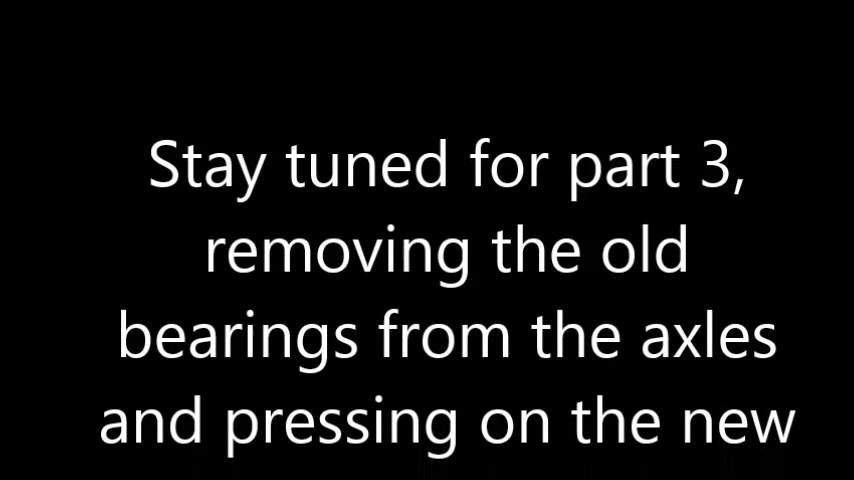 Stay tuned for part 3,
removing the old
bearings from the axles
and pressing on the new